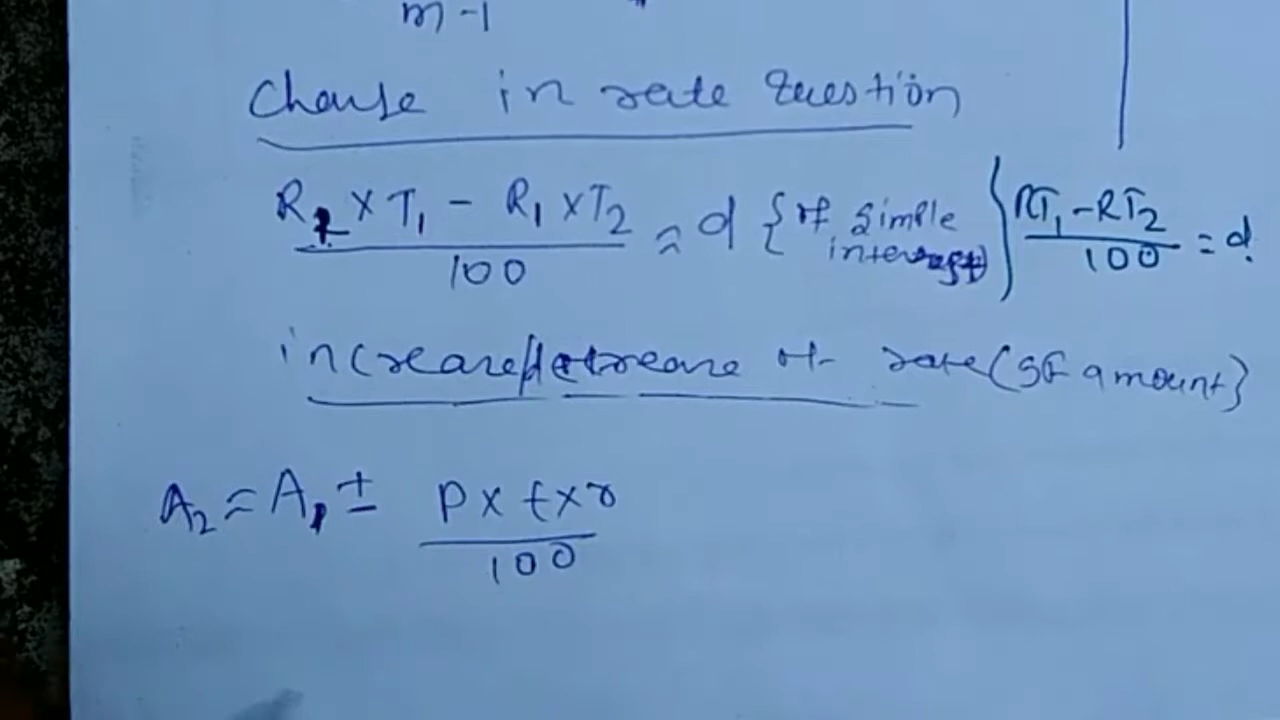 m-1
Change in rate question
R₂ × T₁ - R₁ × T₂ / 100 = d {If simple interest} RT₁ - RT₂ / 100 = d
increase/decrease rate (SI amount}
A₂ = A₁ ± P × t × r / 100